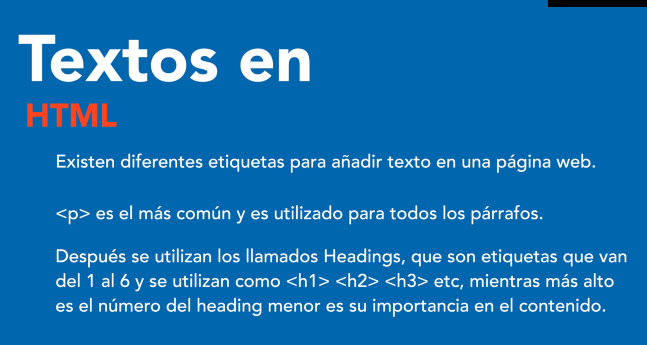 Textos en
HTML
Existen diferentes etiquetas para añadir texto en una página web.
<p> es el más común y es utilizado para todos los párrafos.
Después se utilizan los llamados Headings, que son etiquetas que van
del 1 al 6 y se utilizan como <h1> <h2> <h3> etc, mientras más alto
es el número del heading menor es su importancia en el contenido.